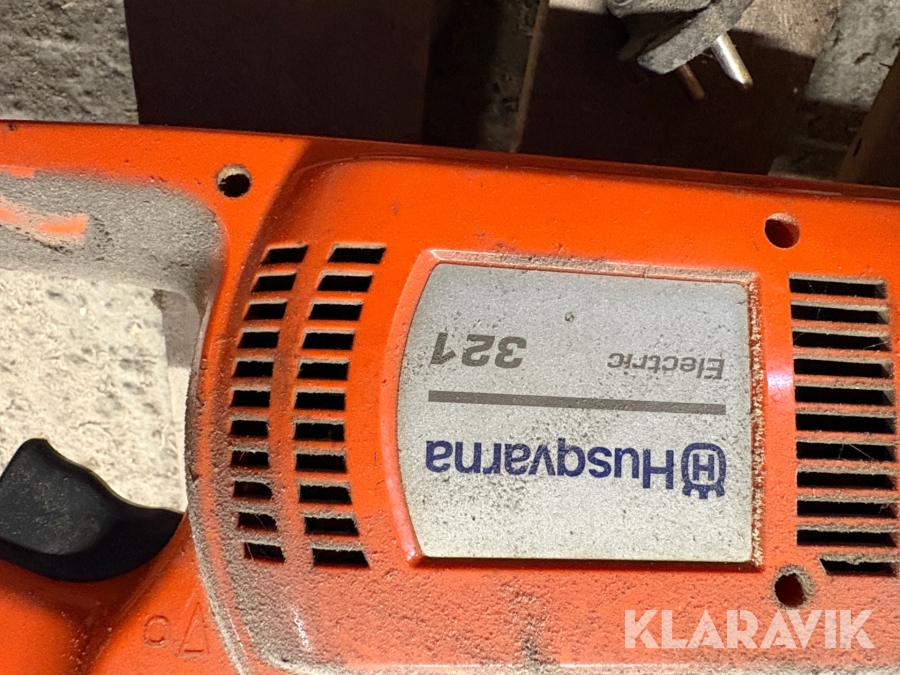 Husqvarna
Electric 321
KLARAVIK